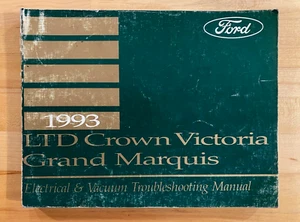 Ford
1993
LTD Crown Victoria
Grand Marquis
Electrical & Vacuum Troubleshooting Manual